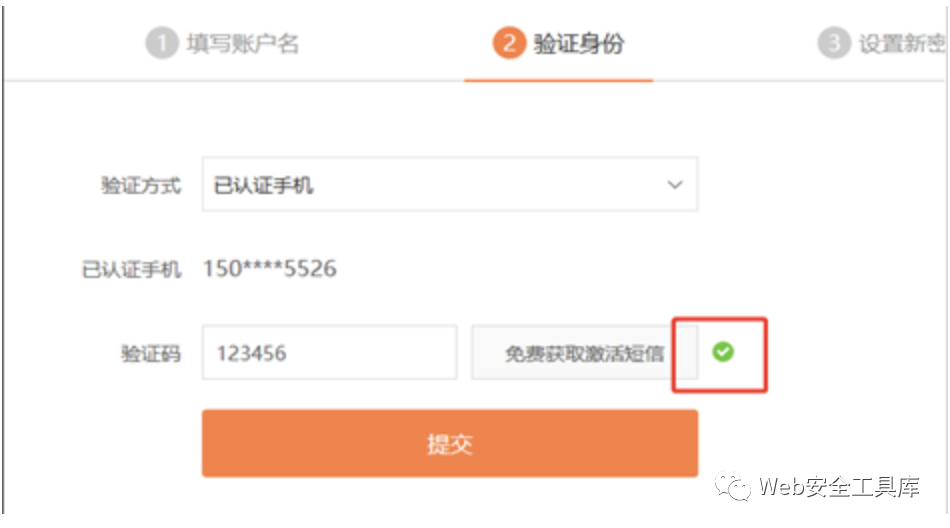 1 填写账户名 2 验证身份 3 设置新密
验证方式 已认证手机
已认证手机 150****5526
验证码 123456 免费获取激活短信
提交
Web安全工具库